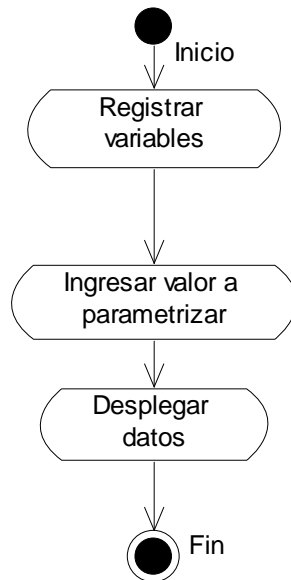 Inicio
Registrar
variables
Ingresar valor a
parametrizar
Desplegar
datos
Fin